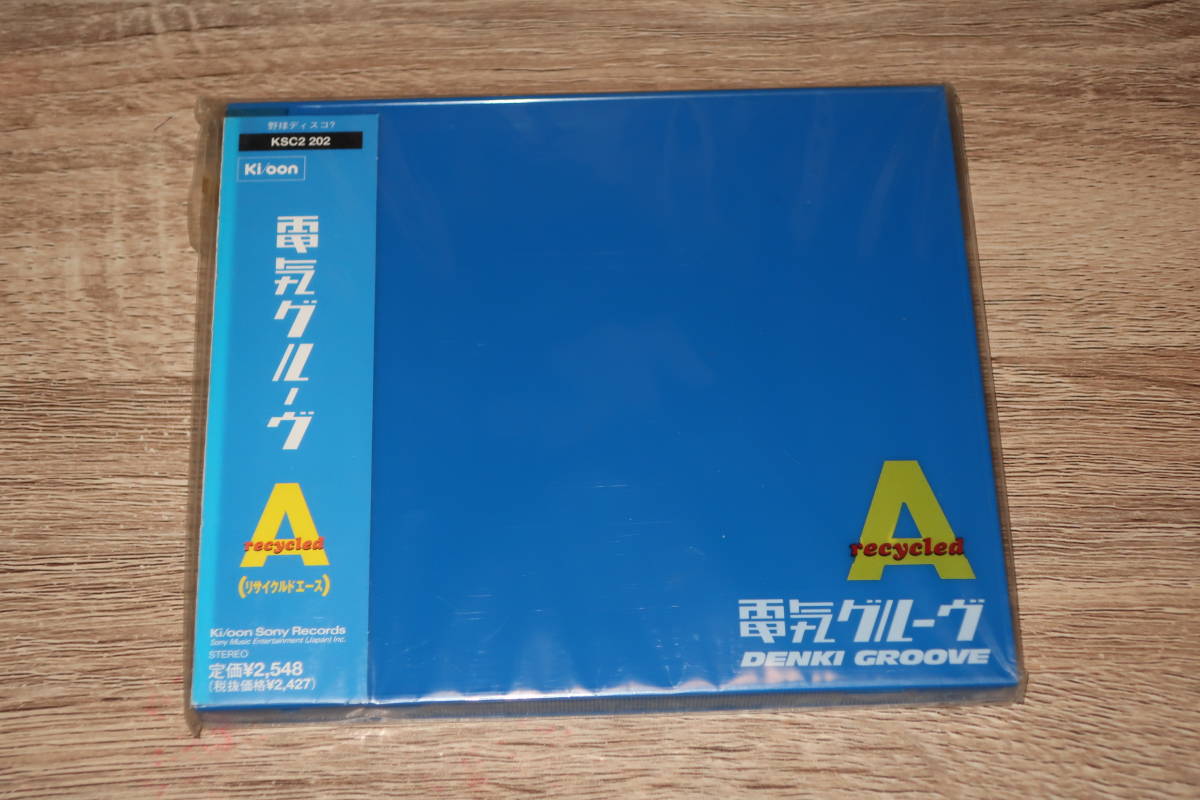 野球ディスコ?
KSC2 202
Ki/oon
電気グルーヴ
A
recycled
(リサイクルドエース)
Ki/oon Sony Records
Sony Music Entertainment (Japan) Inc.
STEREO
定価¥2,548
(税抜価格¥2,427)
A
recycled
電気グルーヴ
DENKI GROOVE